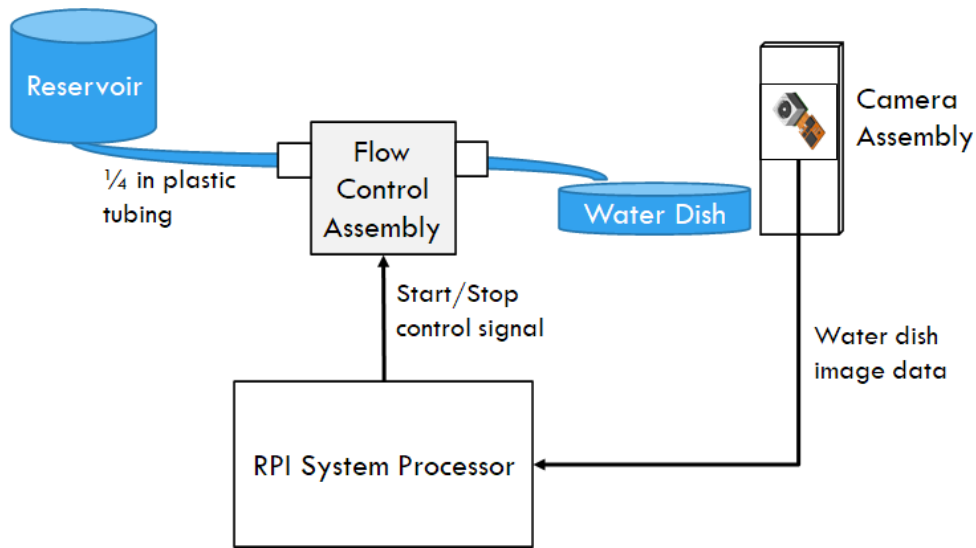 Reservoir
¼ in plastic
tubing
Flow
Control
Assembly
Water Dish
Camera
Assembly
Start/Stop
control signal
Water dish
image data
RPI System Processor